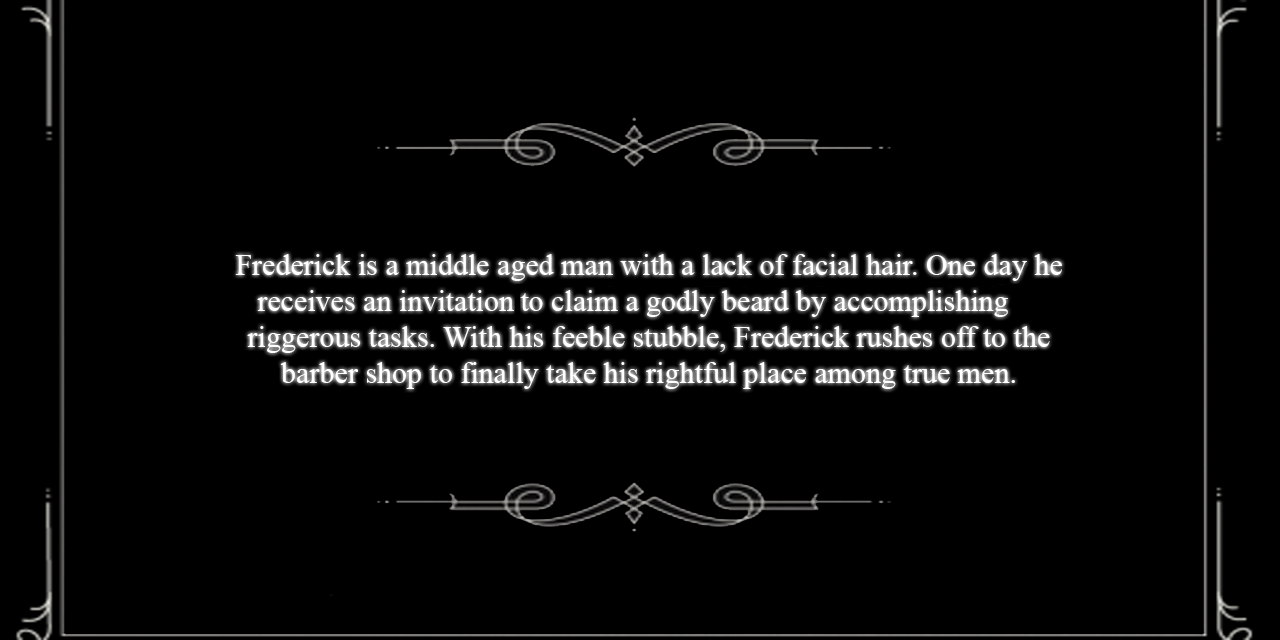 Frederick is a middle aged man with a lack of facial hair. One day he
receives an invitation to claim a godly beard by accomplishing
riggerous tasks. With his feeble stubble, Frederick rushes off to the
barber shop to finally take his rightful place among true men.